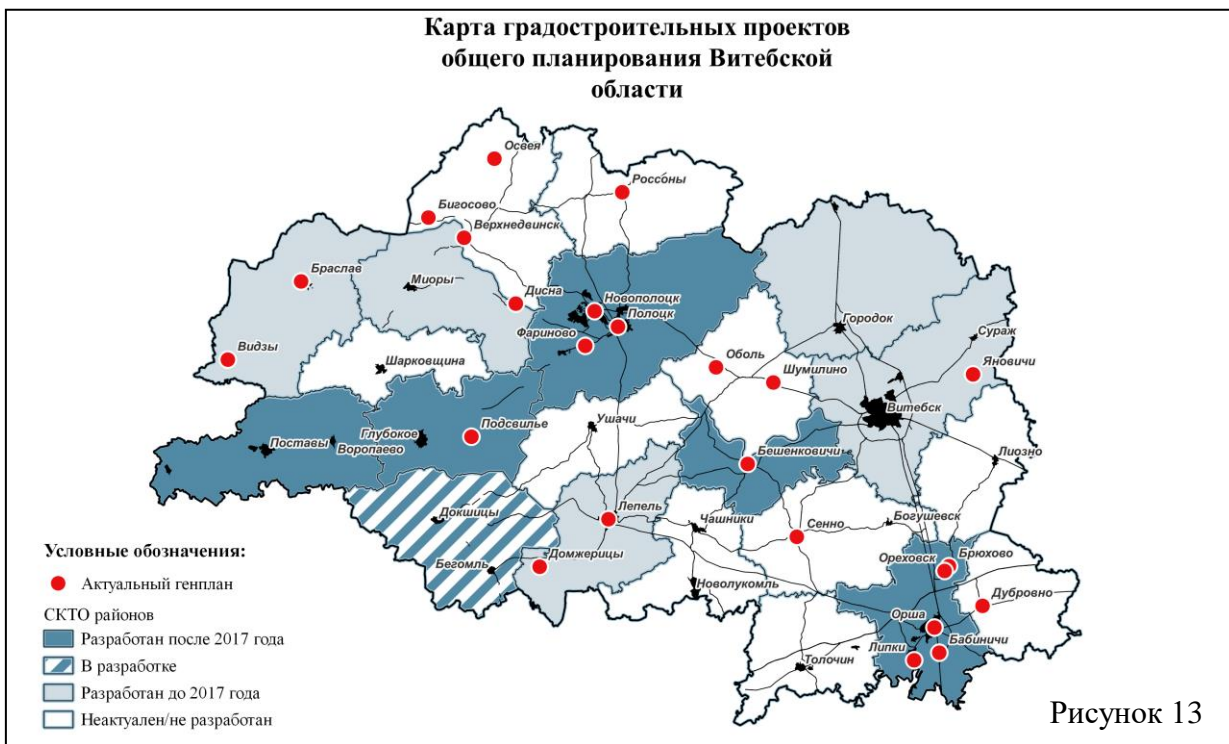 Карта градостроительных проектов
общего планирования Витебской
области
Освея
Россоны
Бигосово
Верхнедвинск
Браслав
Миоры
Дисна
Новополоцк
Полоцк
Городок
Сураж
Фариново
Видзы
Шарковщина
Оболь
Шумилино
Яновичи
Витебск
Подсвилье
Ушачи
Глубокое
Поставы
Воропаево
Бешенковичи
Лиозно
Докшицы
Лепель
Чашники
Сенно
Богушевск
Ореховск
Брюхово
Домжерицы
Бегомль
Новолукомль
Дубровно
Орша
Бабиничи
Липки
Толочин
Условные обозначения:
Актуальный генплан
СКТО районов
Разработан после 2017 года
В разработке
Разработан до 2017 года
Неактуален/не разработан
Рисунок 13